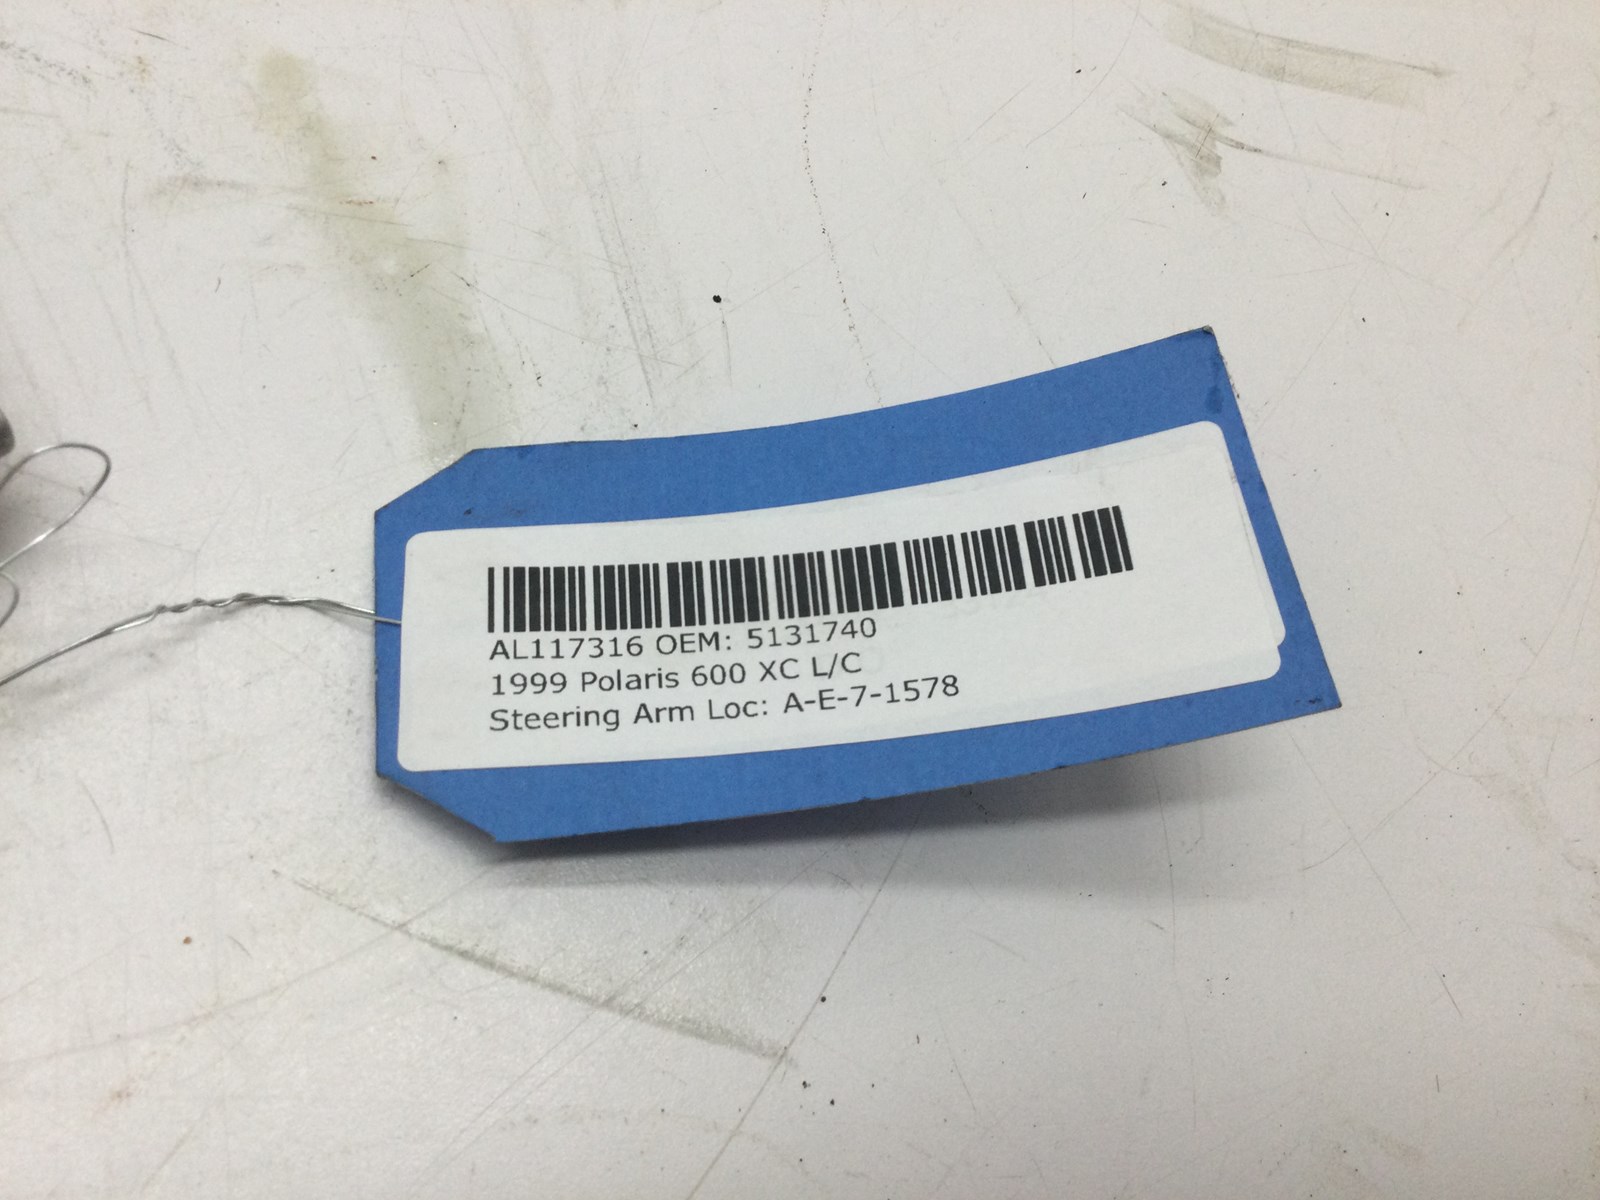 AL117316 OEM: 5131740
1999 Polaris 600 XC L/C
Steering Arm Loc: A-E-7-1578